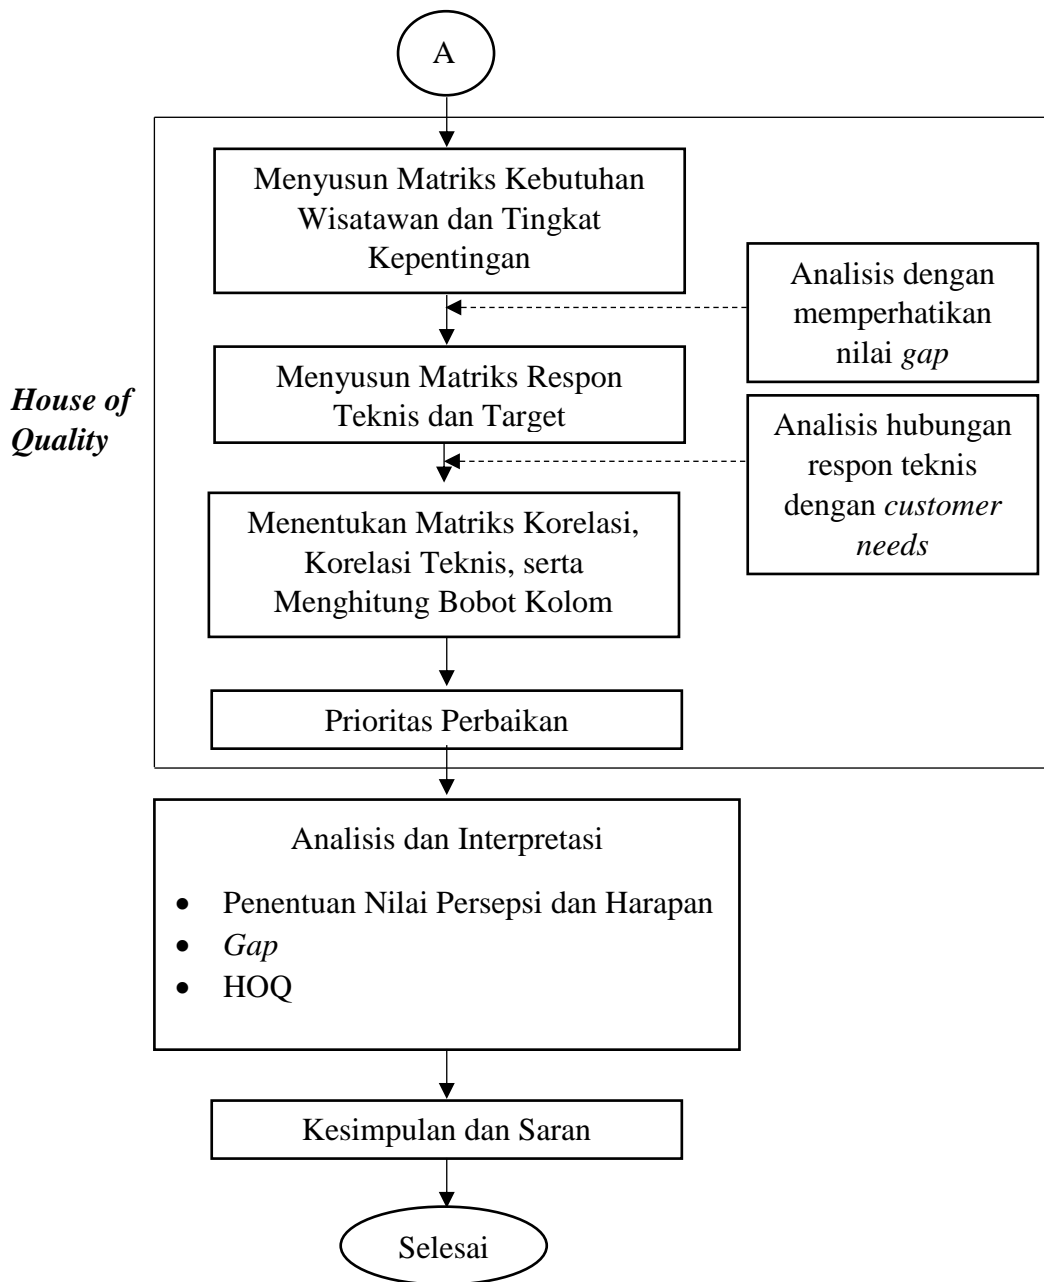 A
Menyusun Matriks Kebutuhan
Wisatawan dan Tingkat
Kepentingan
Analisis dengan
memperhatikan
nilai gap
Menyusun Matriks Respon
Teknis dan Target
House of
Quality
Analisis hubungan
respon teknis
dengan customer
needs
Menentukan Matriks Korelasi,
Korelasi Teknis, serta
Menghitung Bobot Kolom
Prioritas Perbaikan
Analisis dan Interpretasi
• Penentuan Nilai Persepsi dan Harapan
• Gap
• HOQ
Kesimpulan dan Saran
Selesai